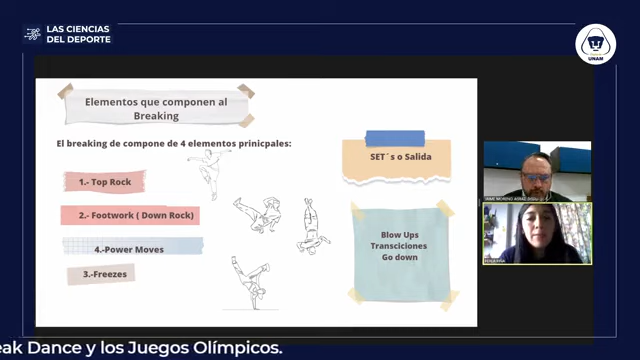 LAS CIENCIAS
DEL DEPORTE
UNAM
Elementos que componen al
Breaking
El breaking de compone de 4 elementos prinicpales:
1.- Top Rock
2.- Footwork ( Down Rock)
4.-Power Moves
3.-Freezes
SET´s o Salida
Blow Ups
Transciciones
Go down
eak Dance y los Juegos Olímpicos.